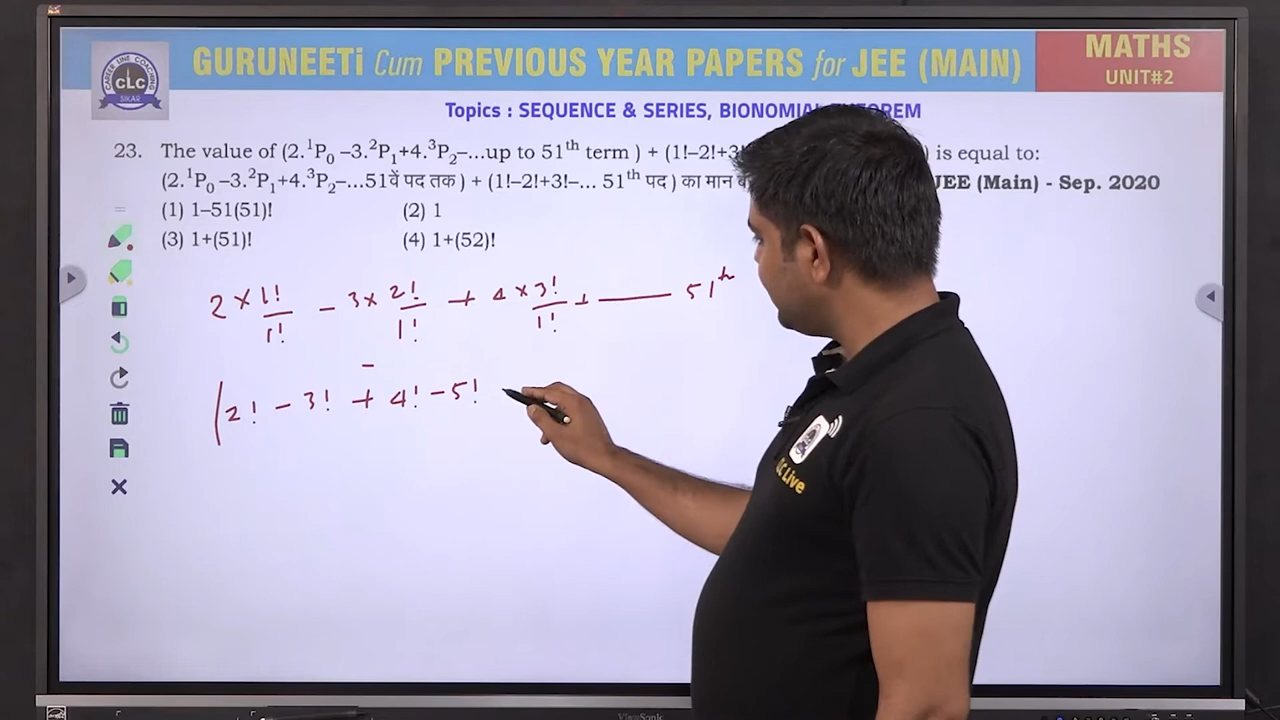 GURUNEETi Cum PREVIOUS YEAR PAPERS for JEE (MAIN)
MATHS
UNIT#2
CLC
SIKAR
Topics : SEQUENCE & SERIES, BIONOMIAL THEOREM
23. The value of (2.¹P₀ –3.²P₁+4.³P₂–...up to 51ᵗʰ term ) + (1!–2!+3! ) is equal to:
(2.¹P₀ –3.²P₁+4.³P₂–...51वें पद तक ) + (1!–2!+3!–... 51ᵗʰ पद ) का मान JEE (Main) - Sep. 2020
(1) 1–51(51)! (2) 1
(3) 1+(51)! (4) 1+(52)!
2 × 1!/1! – 3 × 2!/1! + 4 × 3!/1! + —— 51th
–
2! – 3! + 4! – 5!
Live
ViewSonic